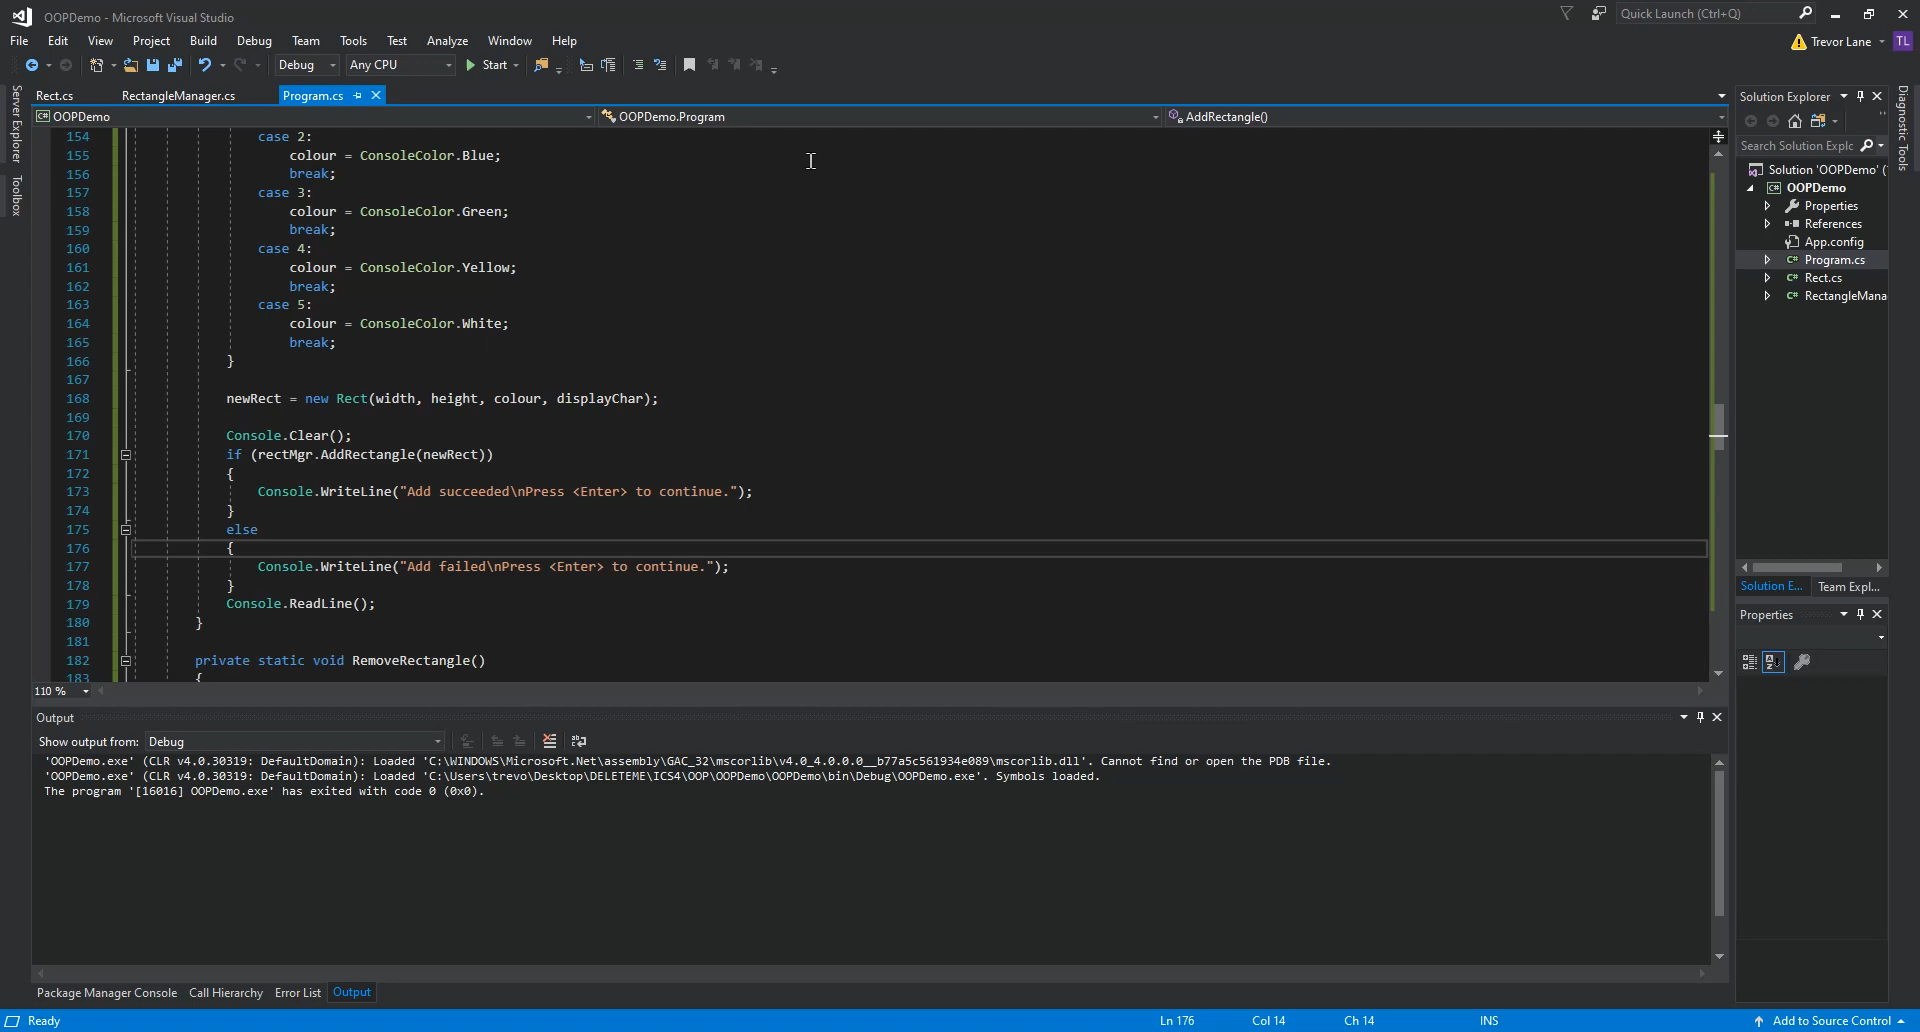 OOPDemo - Microsoft Visual Studio
Quick Launch (Ctrl+Q)
File Edit View Project Build Debug Team Tools Test Analyze Window Help
Trevor Lane
TL
Debug
Any CPU
Start
Server Explorer
Toolbox
Rect.cs
RectangleManager.cs
Program.cs
OOPDemo
OOPDemo.Program
AddRectangle()
154 case 2:
155 colour = ConsoleColor.Blue;
156 break;
157 case 3:
158 colour = ConsoleColor.Green;
159 break;
160 case 4:
161 colour = ConsoleColor.Yellow;
162 break;
163 case 5:
164 colour = ConsoleColor.White;
165 break;
166 }
167
168 newRect = new Rect(width, height, colour, displayChar);
169
170 Console.Clear();
171 if (rectMgr.AddRectangle(newRect))
172 {
173 Console.WriteLine("Add succeeded\nPress <Enter> to continue.");
174 }
175 else
176 {
177 Console.WriteLine("Add failed\nPress <Enter> to continue.");
178 }
179 Console.ReadLine();
180 }
181
182 private static void RemoveRectangle()
183 {
110 %
Output
Show output from: Debug
'OOPDemo.exe' (CLR v4.0.30319: DefaultDomain): Loaded 'C:\WINDOWS\Microsoft.Net\assembly\GAC_32\mscorlib\v4.0_4.0.0.0__b77a5c561934e089\mscorlib.dll'. Cannot find or open the PDB file.
'OOPDemo.exe' (CLR v4.0.30319: DefaultDomain): Loaded 'C:\Users\trevo\Desktop\DELETEME\ICS4\OOP\OOPDemo\OOPDemo\bin\Debug\OOPDemo.exe'. Symbols loaded.
The program '[16016] OOPDemo.exe' has exited with code 0 (0x0).
Package Manager Console Call Hierarchy Error List Output
Solution Explorer
Search Solution Explc
Solution 'OOPDemo' (
OOPDemo
Properties
References
App.config
Program.cs
Rect.cs
RectangleMana
Solution E...
Team Expl...
Properties
Diagnostic Tools
Ready
Ln 176
Col 14
Ch 14
INS
Add to Source Control